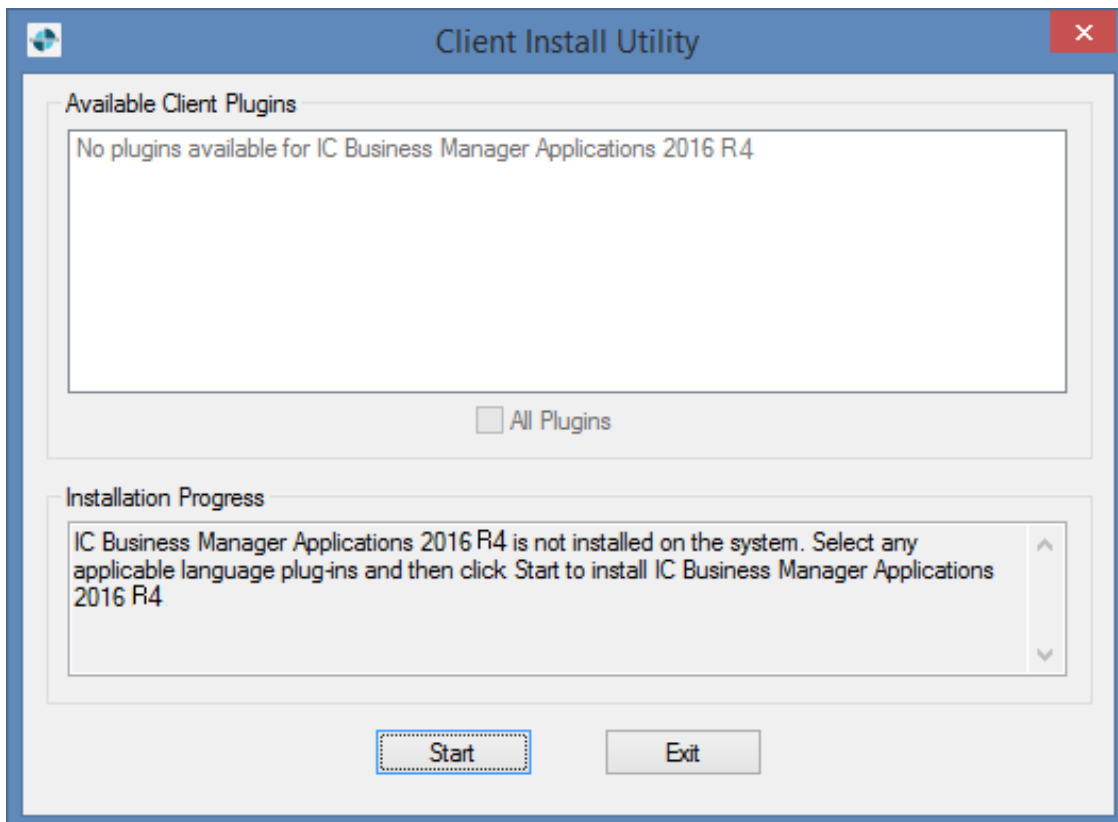 Client Install Utility
Available Client Plugins
No plugins available for IC Business Manager Applications 2016 R4
All Plugins
Installation Progress
IC Business Manager Applications 2016 R4 is not installed on the system. Select any
applicable language plug-ins and then click Start to install IC Business Manager Applications
2016 R4
Start Exit